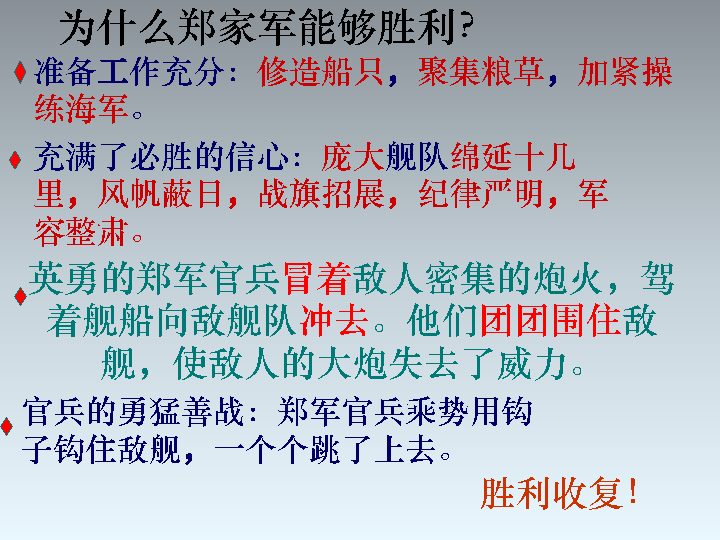 为什么郑家军能够胜利?
准备工作充分：修造船只，聚集粮草，加紧操
练海军。
充满了必胜的信心：庞大舰队绵延十几
里，风帆蔽日，战旗招展，纪律严明，军
容整肃。
英勇的郑军官兵冒着敌人密集的炮火，驾
着舰船向敌舰队冲去。他们团团围住敌
舰，使敌人的大炮失去了威力。
官兵的勇猛善战：郑军官兵乘势用钩
子钩住敌舰，一个个跳了上去。
胜利收复！